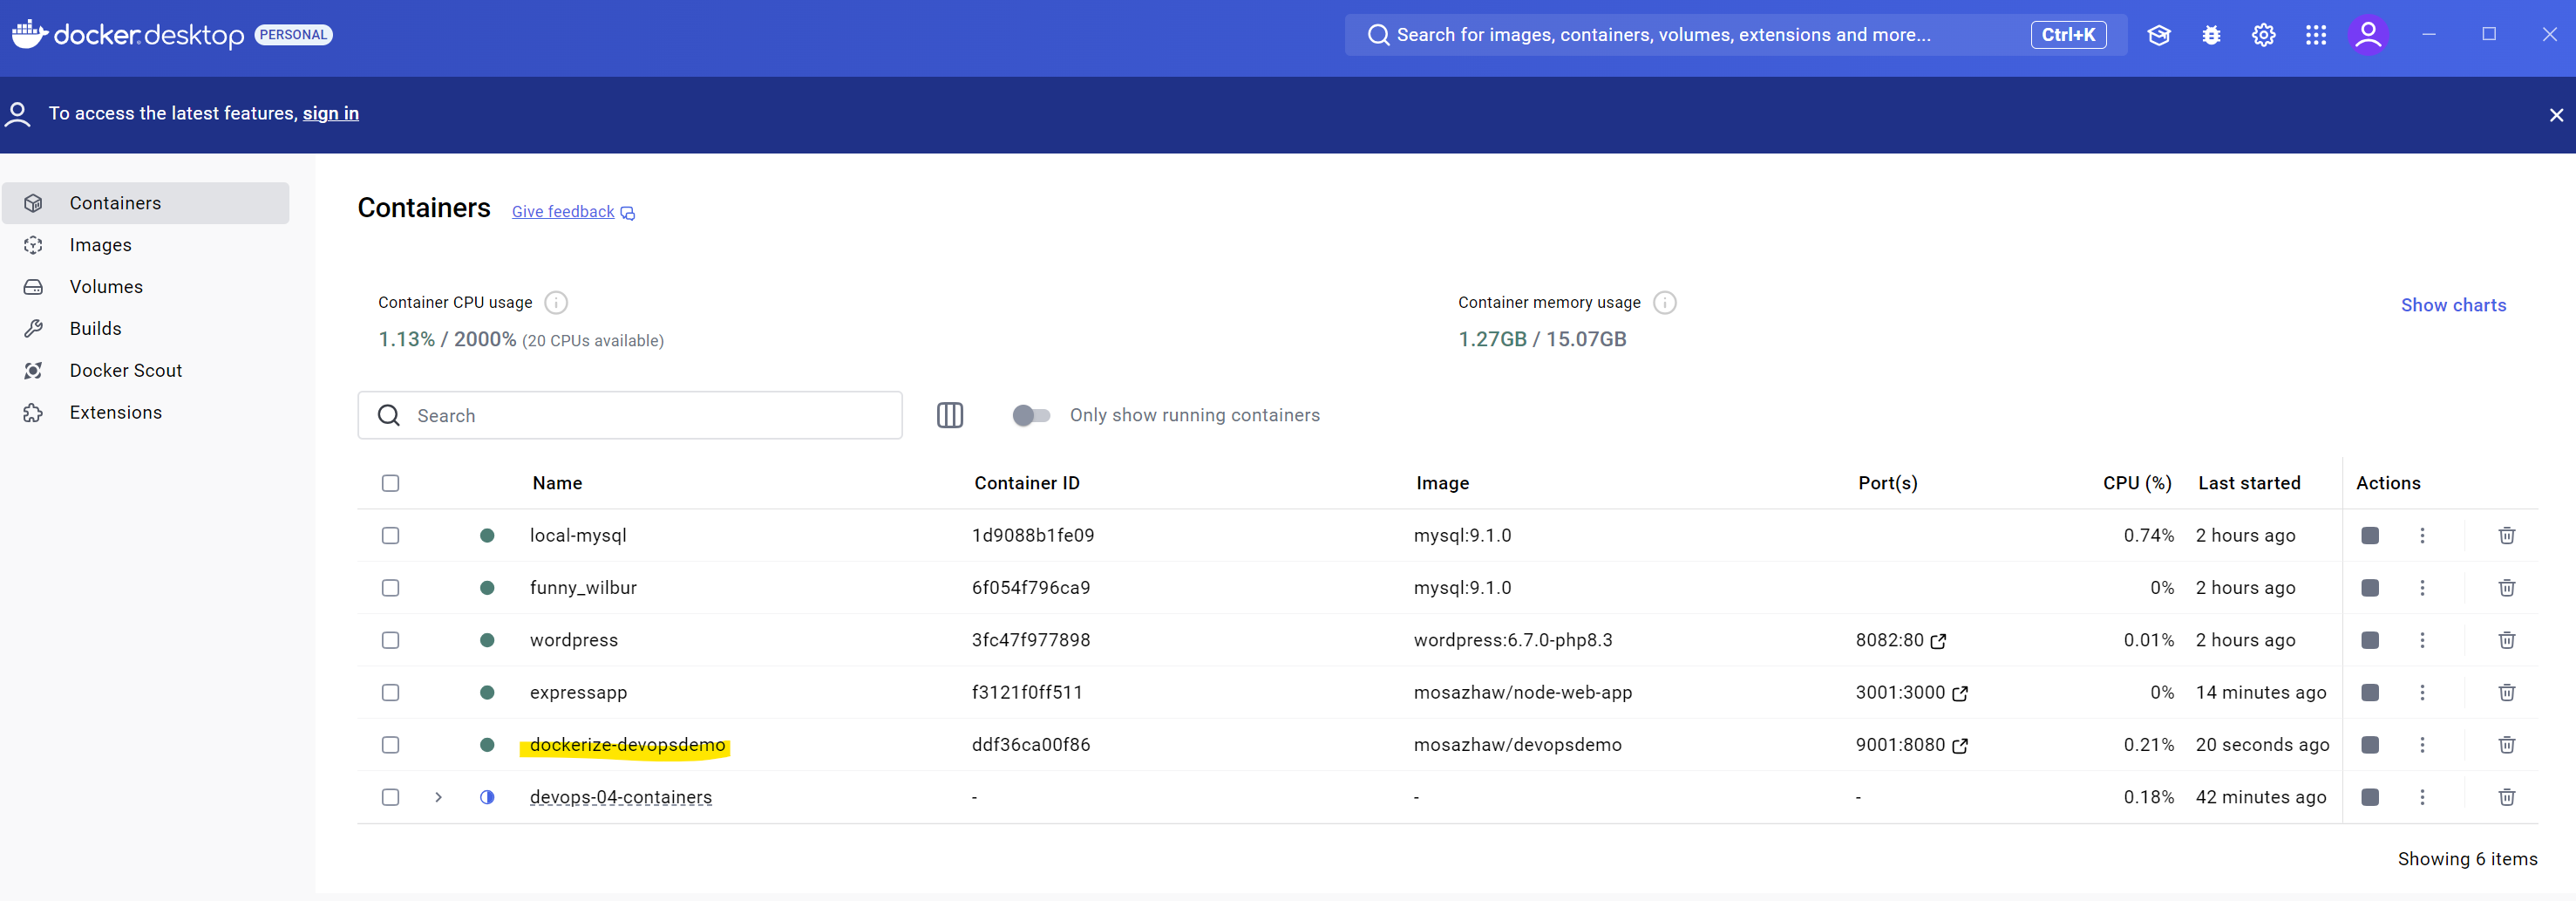 docker.desktop PERSONAL Search for images, containers, volumes, extensions and more... Ctrl+K
To access the latest features, sign in
Containers
Images
Volumes
Builds
Docker Scout
Extensions
Containers Give feedback
Container CPU usage
1.13% / 2000% (20 CPUs available)
Container memory usage
1.27GB / 15.07GB
Show charts
Search Only show running containers
Name Container ID Image Port(s) CPU (%) Last started Actions
local-mysql 1d9088b1fe09 mysql:9.1.0 0.74% 2 hours ago
funny_wilbur 6f054f796ca9 mysql:9.1.0 0% 2 hours ago
wordpress 3fc47f977898 wordpress:6.7.0-php8.3 8082:80 0.01% 2 hours ago
expressapp f3121f0ff511 mosazhaw/node-web-app 3001:3000 0% 14 minutes ago
dockerize-devopsdemo ddf36ca00f86 mosazhaw/devopsdemo 9001:8080 0.21% 20 seconds ago
devops-04-containers - - - 0.18% 42 minutes ago
Showing 6 items